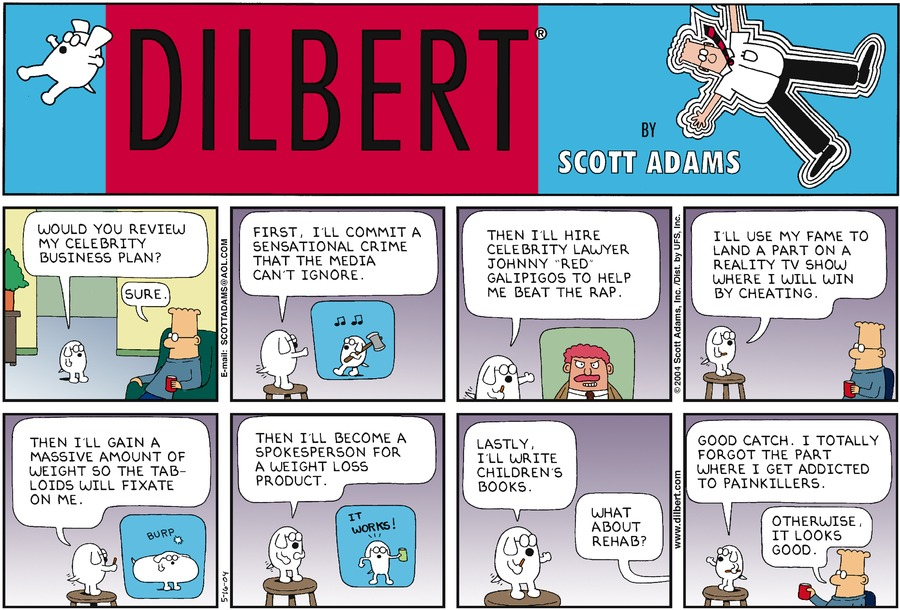 DILBERT®
BY
SCOTT ADAMS
WOULD YOU REVIEW
MY CELEBRITY
BUSINESS PLAN?
SURE.
E-mail: SCOTTADAMS@AOL.COM
FIRST, I'LL COMMIT A
SENSATIONAL CRIME
THAT THE MEDIA
CAN'T IGNORE.
THEN I'LL HIRE
CELEBRITY LAWYER
JOHNNY "RED"
GALIPIGOS TO HELP
ME BEAT THE RAP.
© 2004 Scott Adams, Inc. /Dist. by UFS, Inc.
I'LL USE MY FAME TO
LAND A PART ON A
REALITY TV SHOW
WHERE I WILL WIN
BY CHEATING.
THEN I'LL GAIN A
MASSIVE AMOUNT OF
WEIGHT SO THE TAB-
LOIDS WILL FIXATE
ON ME.
BURP
5-16-04
THEN I'LL BECOME A
SPOKESPERSON FOR
A WEIGHT LOSS
PRODUCT.
IT
WORKS!
LASTLY,
I'LL WRITE
CHILDREN'S
BOOKS.
WHAT
ABOUT
REHAB?
www.dilbert.com
GOOD CATCH. I TOTALLY
FORGOT THE PART
WHERE I GET ADDICTED
TO PAINKILLERS.
OTHERWISE,
IT LOOKS
GOOD.